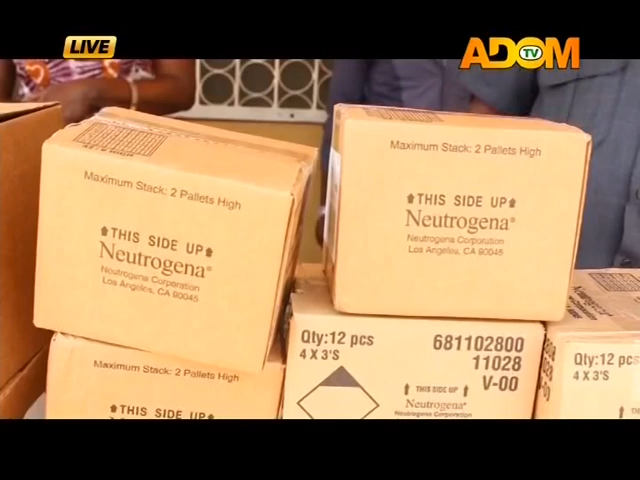 LIVE
ADOM TV
Maximum Stack: 2 Pallets High
THIS SIDE UP
Neutrogena®
Neutrogena Corporation
Los Angeles, CA 90045
Maximum Stack: 2 Pallets High
THIS SIDE UP
Neutrogena®
Neutrogena Corporation
Los Angeles, CA 90045
Maximum Stack: 2 Pallets High
THIS SIDE UP
Qty:12 pcs
4 X 3'S
681102800
11028
V-00
THIS SIDE UP
Neutrogena®
Neutrogena Corporation
Qty:12 pcs
4 X 3'S